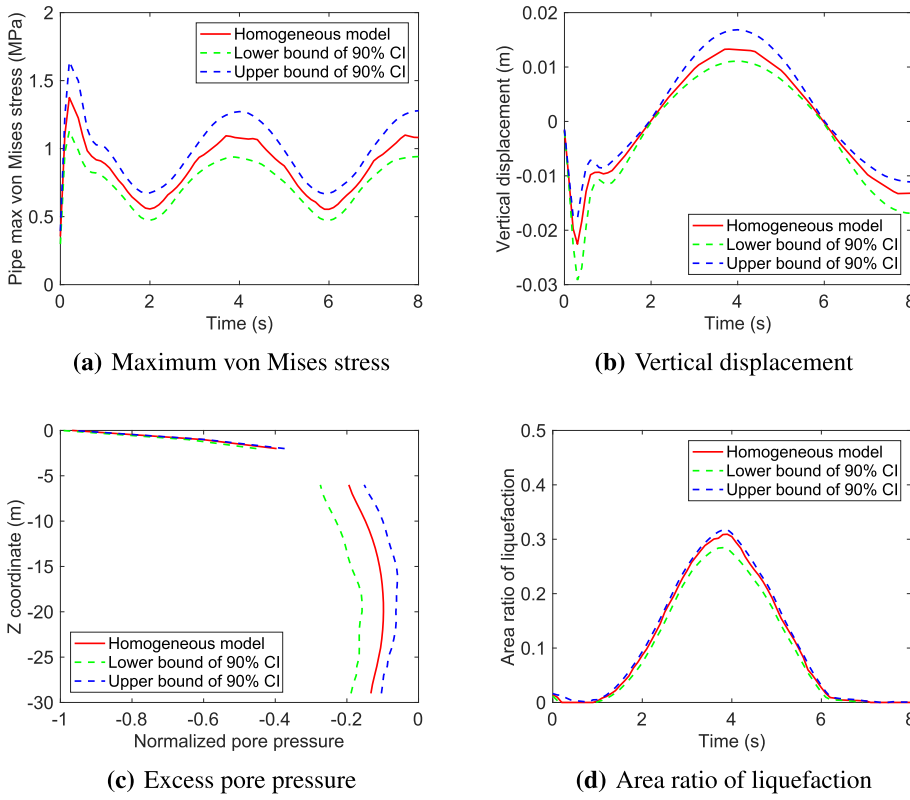 2
1.5
1
0.5
0
0
2
4
6
8
Pipe max von Mises stress (MPa)
Time (s)
Homogeneous model
Lower bound of 90% CI
Upper bound of 90% CI
(a) Maximum von Mises stress
0.02
0.01
0
-0.01
-0.02
-0.03
0
2
4
6
8
Vertical displacement (m)
Time (s)
Homogeneous model
Lower bound of 90% CI
Upper bound of 90% CI
(b) Vertical displacement
0
-5
-10
-15
-20
-25
-30
-1
-0.8
-0.6
-0.4
-0.2
0
Z coordinate (m)
Normalized pore pressure
Homogeneous model
Lower bound of 90% CI
Upper bound of 90% CI
(c) Excess pore pressure
0.5
0.4
0.3
0.2
0.1
0
0
2
4
6
8
Area ratio of liquefaction
Time (s)
Homogeneous model
Lower bound of 90% CI
Upper bound of 90% CI
(d) Area ratio of liquefaction